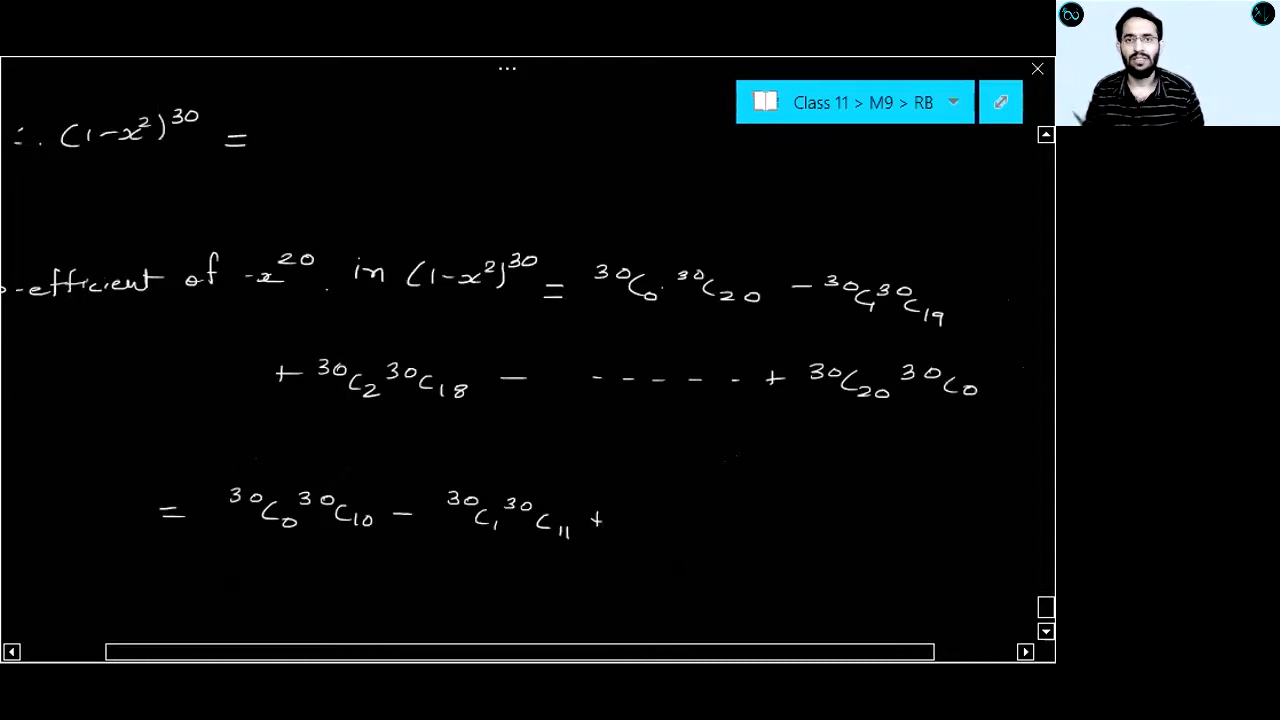 ∴ (1-x²)³⁰ =
-efficient of x²⁰ in (1-x²)³⁰ = ³⁰C₀ · ³⁰C₂₀ - ³⁰C₁ ³⁰C₁₉
+ ³⁰C₂ ³⁰C₁₈ - - - - - - + ³⁰C₂₀ ³⁰C₀
= ³⁰C₀ ³⁰C₁₀ - ³⁰C₁ ³⁰C₁₁ +
Class 11 > M9 > RB